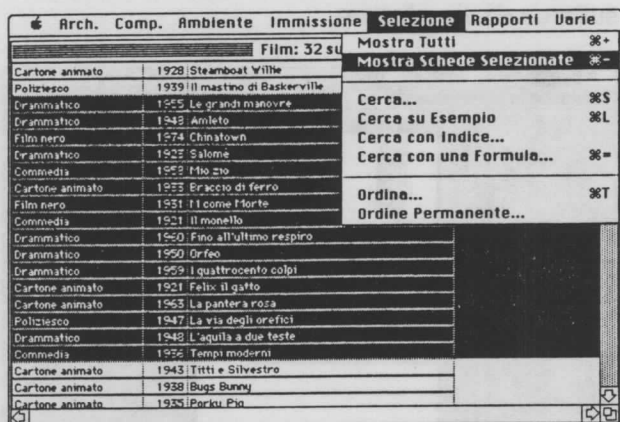 Arch. Comp. Ambiente Immissione Selezione Rapporti Varie
Film: 32 su
Mostra Tutti ⌘+
Mostra Schede Selezionate ⌘-
Cerca... ⌘S
Cerca su Esempio ⌘L
Cerca con Indice...
Cerca con una Formula... ⌘=
Ordina... ⌘T
Ordine Permanente...
Cartone animato 1928 Steamboat Willie
Poliziesco 1939 Il mastino di Baskerville
Drammatico 1955 Le grandi manovre
Drammatico 1948 Amleto
Film nero 1974 Chinatown
Drammatico Salomè
Commedia 1958 Mio zio
Cartone animato 1933 Braccio di ferro
Film nero 1931 M come Morte
Commedia 1921 Il monello
Drammatico 1960 Fino all'ultimo respiro
Drammatico 1950 Orfeo
Drammatico 1959 I quattrocento colpi
Cartone animato 1921 Felix il gatto
Cartone animato 1963 La pantera rosa
Poliziesco 1947 La via degli orefici
Drammatico 1948 L'aquila a due teste
Commedia 1936 Tempi moderni
Cartone animato 1943 Titti e Silvestro
Cartone animato 1938 Bugs Bunny
Cartone animato 1935 Porky Pig